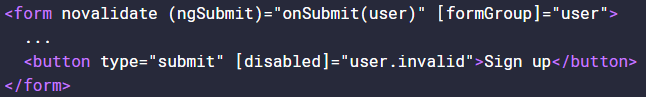 <form novalidate (ngSubmit)="onSubmit(user)" [formGroup]="user">
  ...
  <button type="submit" [disabled]="user.invalid">Sign up</button>
</form>